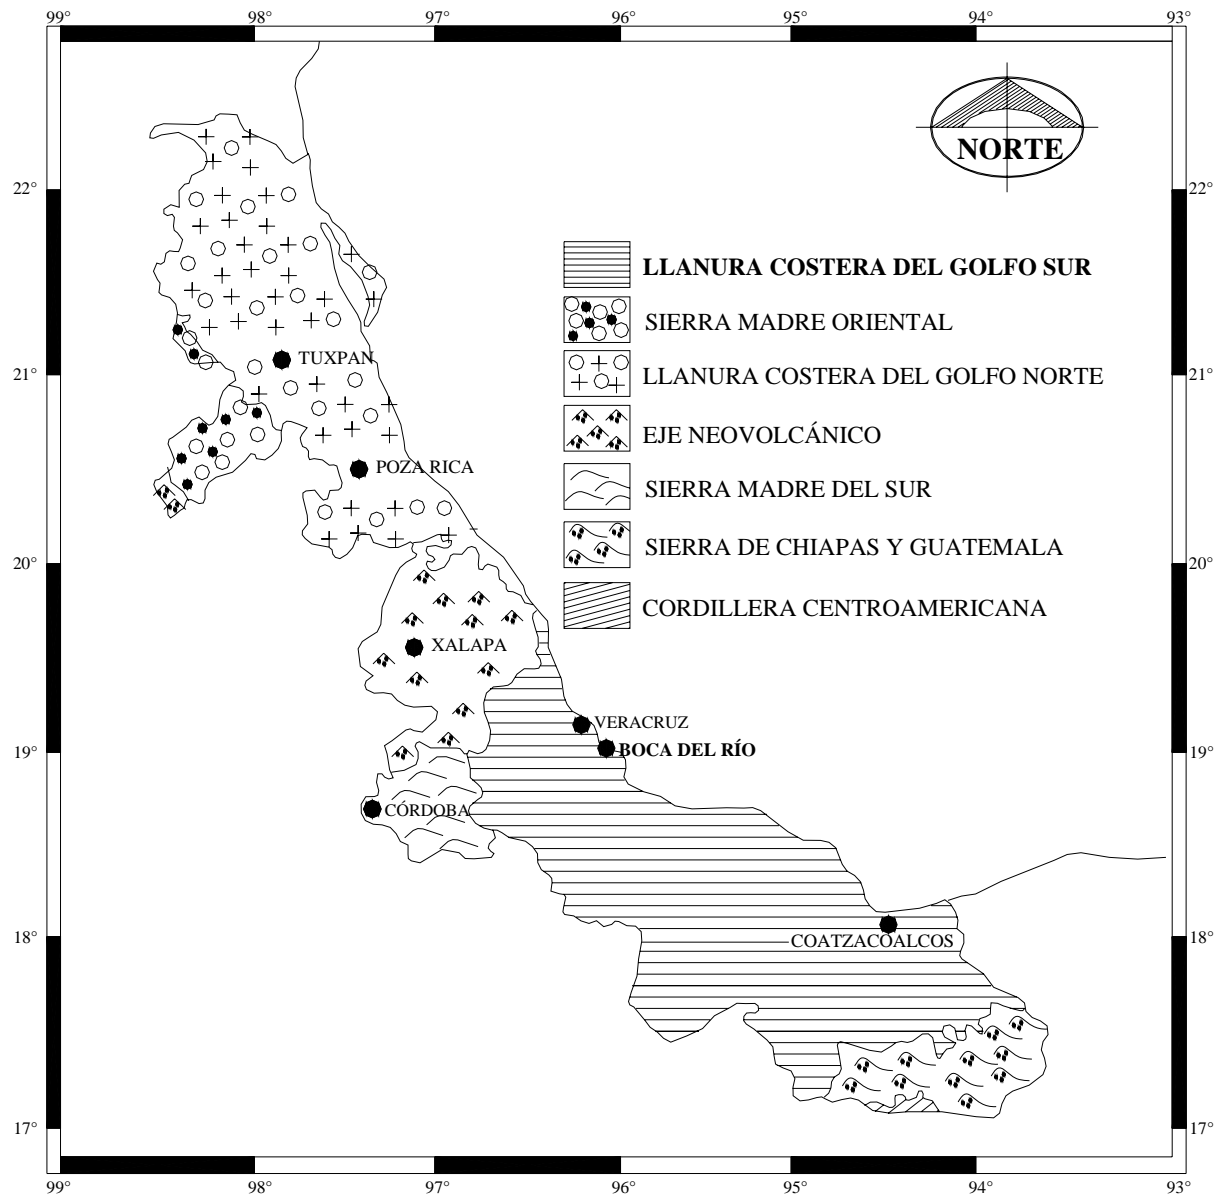 99° 98° 97° 96° 95° 94° 93°
NORTE
22° 22°
LLANURA COSTERA DEL GOLFO SUR
SIERRA MADRE ORIENTAL
TUXPAN
21° LLANURA COSTERA DEL GOLFO NORTE 21°
EJE NEOVOLCÁNICO
POZA RICA
SIERRA MADRE DEL SUR
SIERRA DE CHIAPAS Y GUATEMALA
20° 20°
CORDILLERA CENTROAMERICANA
XALAPA
VERACRUZ
19° BOCA DEL RÍO 19°
CÓRDOBA
18° COATZACOALCOS 18°
17° 17°
99° 98° 97° 96° 95° 94° 93°